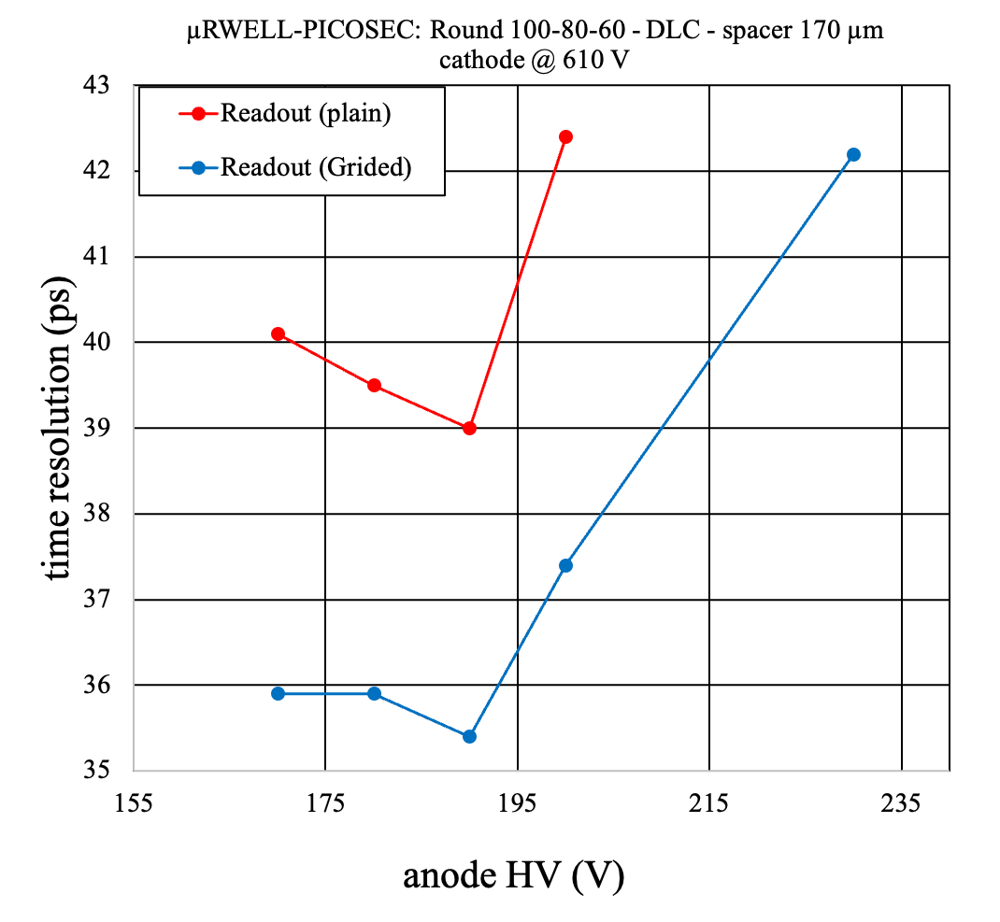 µRWELL-PICOSEC: Round 100-80-60 - DLC - spacer 170 µm
cathode @ 610 V
Readout (plain)
Readout (Grided)
time resolution (ps)
43
42
41
40
39
38
37
36
35
155 175 195 215 235
anode HV (V)